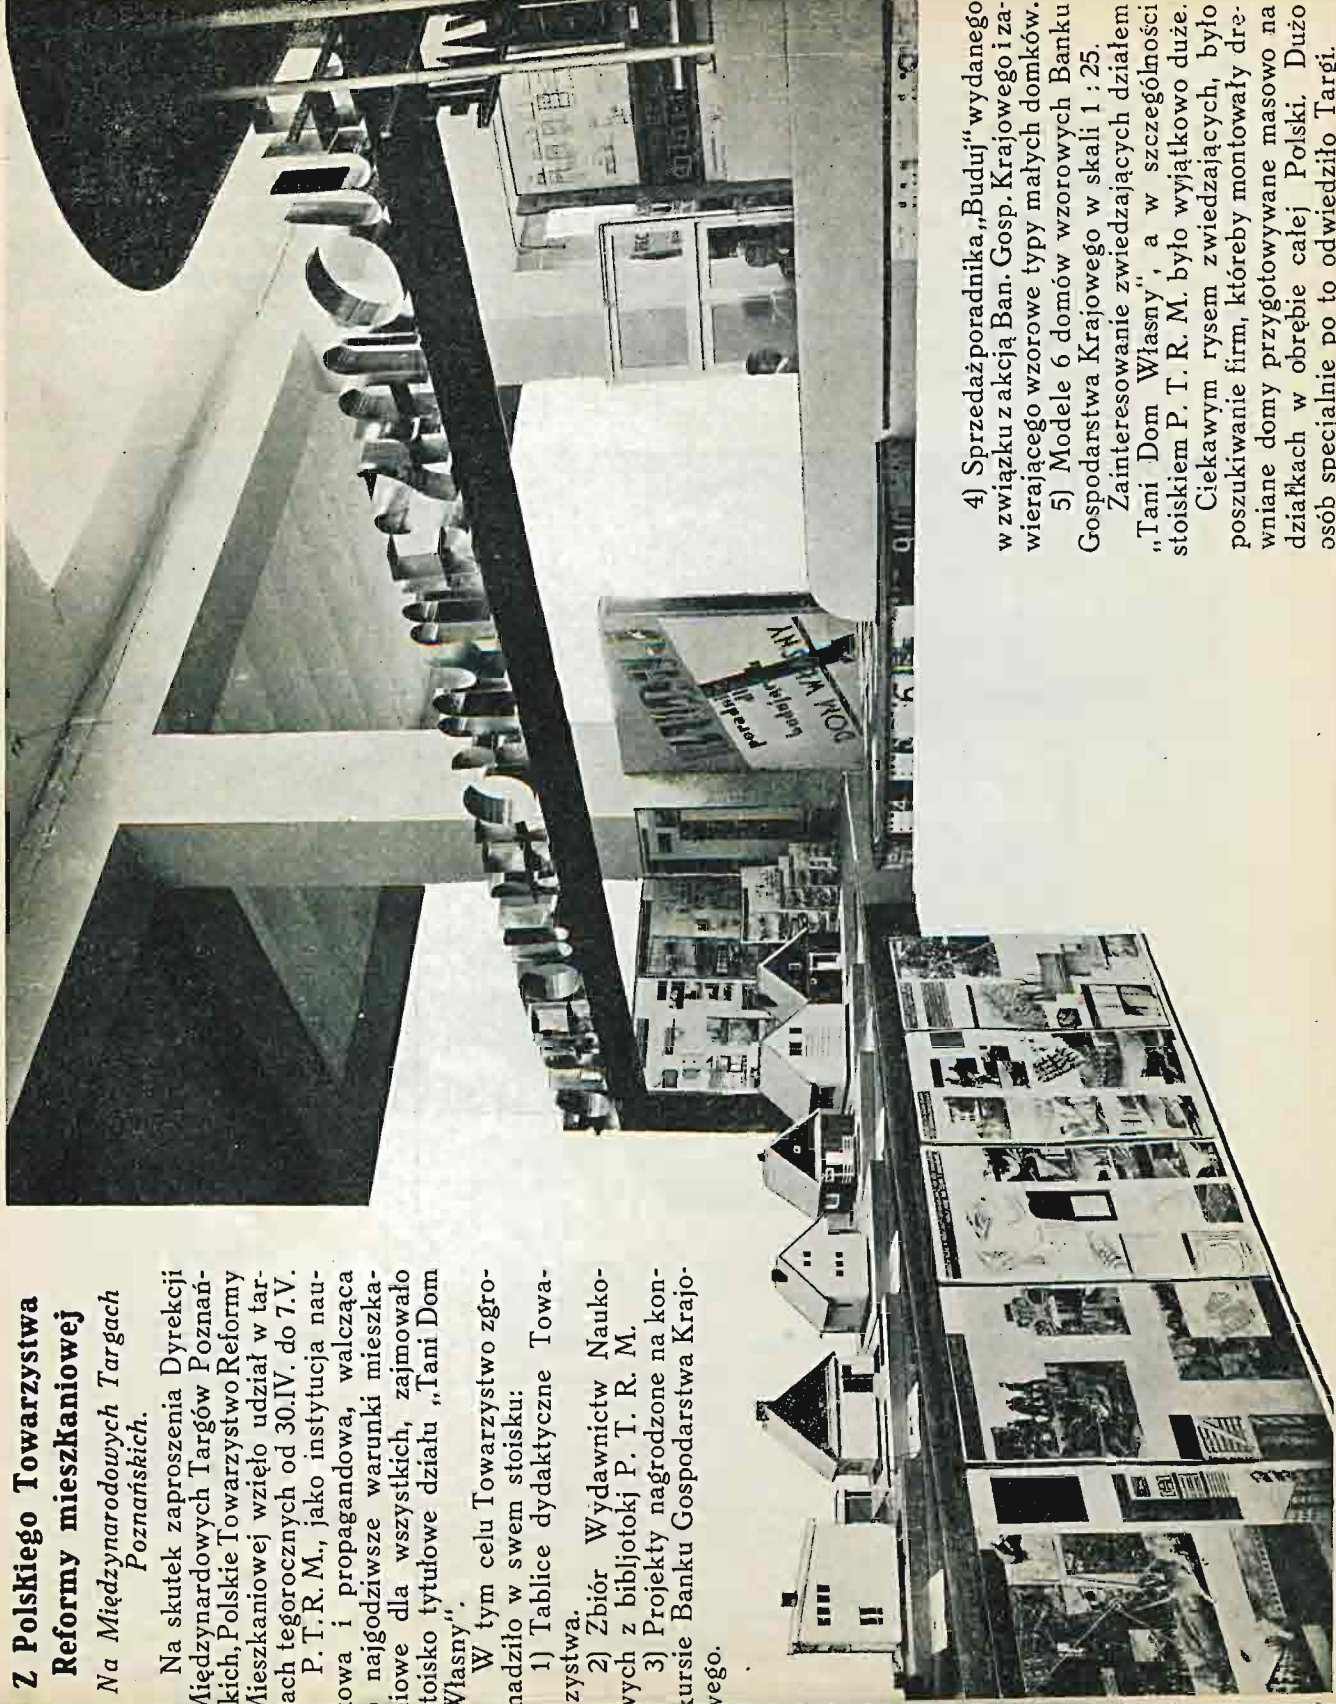 Z Polskiego Towarzystwa
Reformy mieszkaniowej
Na Międzynarodowych Targach
Poznańskich.
Na skutek zaproszenia Dyrekcji
Międzynardowych Targów Poznań-
kich, Polskie Towarzystwo Reformy
Mieszkaniowej wzięło udział w tar-
ach tegorocznych od 30.IV. do 7.V.
P. T. R. M., jako instytucja nau-
owa i propagandowa, walcząca
najgodziwsze warunki mieszka-
iowe dla wszystkich, zajmowało
toisko tytułowe działu „Tani Dom
Własny“.
W tym celu Towarzystwo zgro-
madziło w swem stoisku:
1) Tablice dydaktyczne Towa-
zystwa.
2) Zbiór Wydawnictw Nauko-
wych z bibljotokj P. T. R. M.
3) Projekty nagrodzone na kon-
kursie Banku Gospodarstwa Krajo-
wego.
poradnia
dl
budując
DOM WŁASNY
4) Sprzedaż poradnika „Buduj“ wydanego
w związku z akcją Ban. Gosp. Krajowego i za-
wierającego wzorowe typy małych domków.
5) Modele 6 domów wzorowych Banku
Gospodarstwa Krajowego w skali 1 : 25.
Zainteresowanie zwiedzających działem
„Tani Dom Własny“, a w szczególności
stoiskiem P. T. R. M. było wyjątkowo duże.
Ciekawym rysem zwiedzających, było
poszukiwanie firm, któreby montowały dre-
wniane domy przygotowywane masowo na
działkach w obrębie całej Polski. Dużo
osób specjalnie po to odwiedziło Targi.